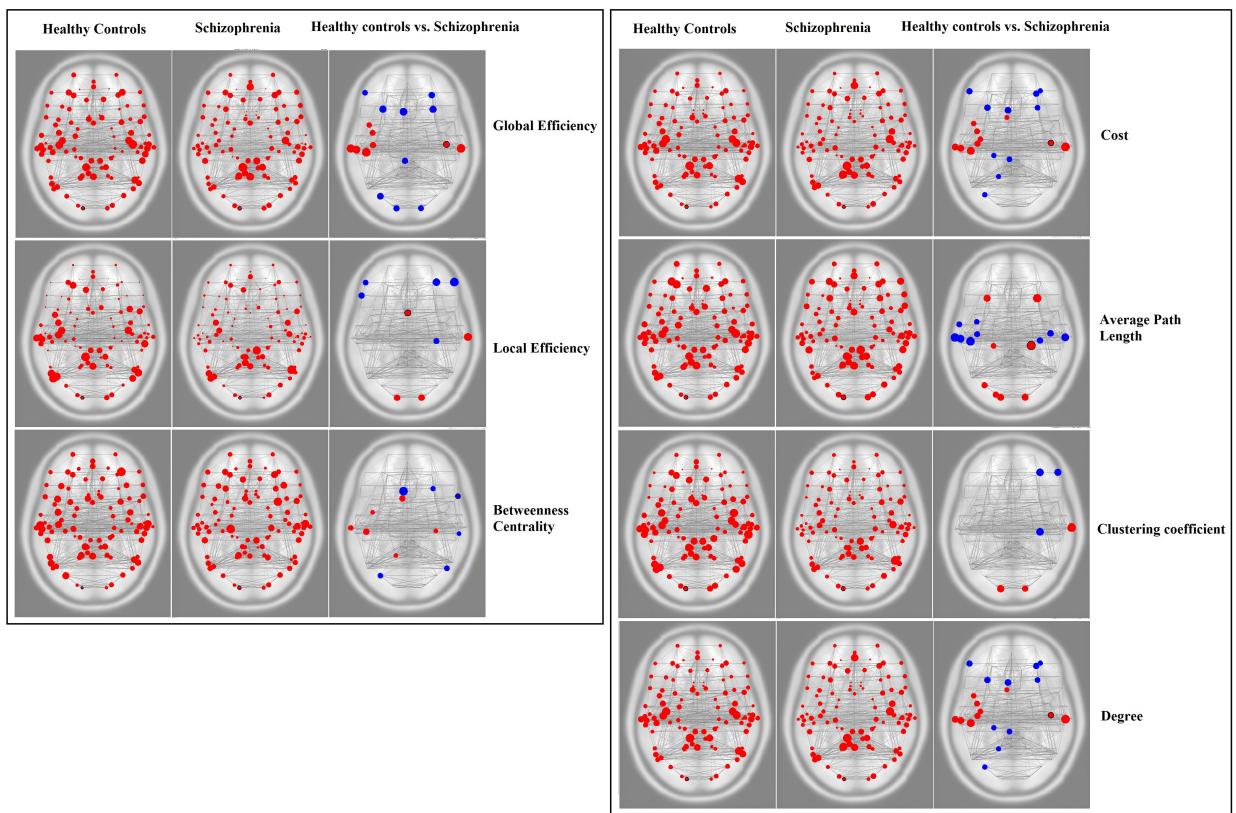 Healthy Controls Schizophrenia Healthy controls vs. Schizophrenia
Global Efficiency
Local Efficiency
Betweenness
Centrality
Healthy Controls Schizophrenia Healthy controls vs. Schizophrenia
Cost
Average Path
Length
Clustering coefficient
Degree